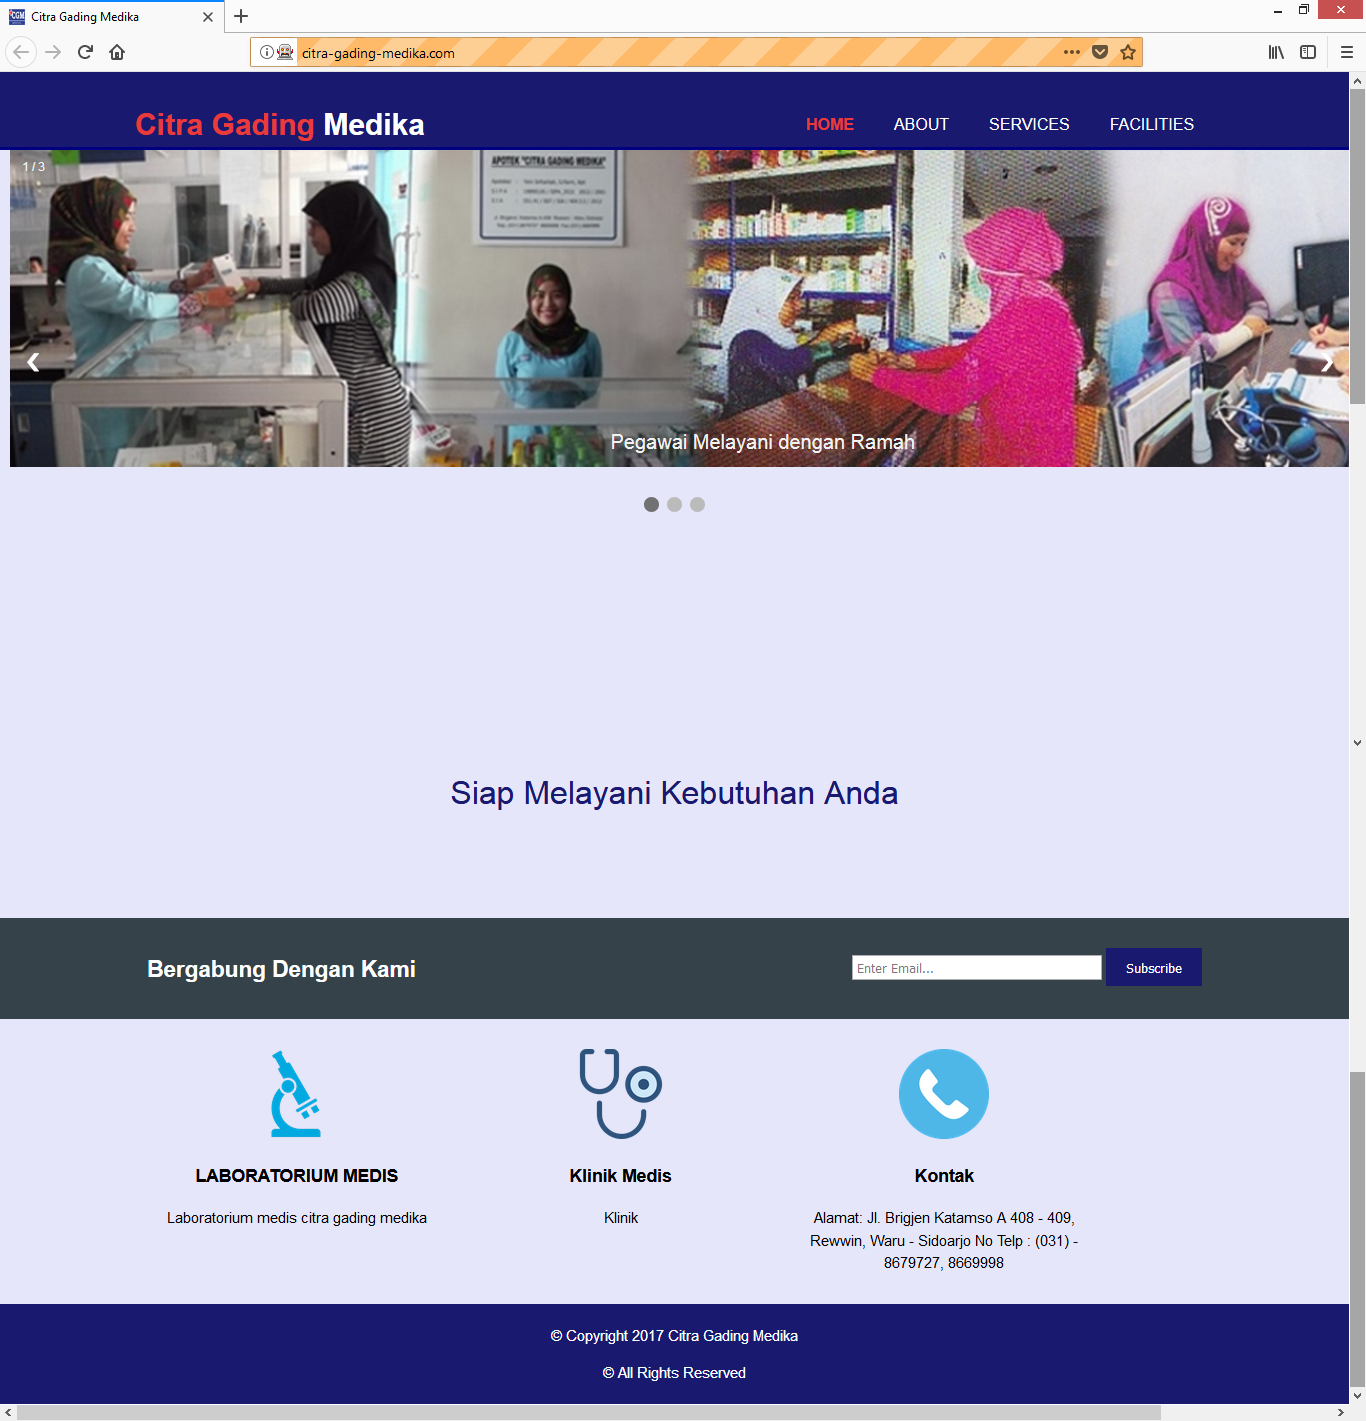 Citra Gading Medika
citra-gading-medika.com
Citra Gading Medika
HOME ABOUT SERVICES FACILITIES
1 / 3
APOTEK "CITRA GADING MEDIKA"
Pegawai Melayani dengan Ramah
Siap Melayani Kebutuhan Anda
Bergabung Dengan Kami
Enter Email...
Subscribe
LABORATORIUM MEDIS
Laboratorium medis citra gading medika
Klinik Medis
Klinik
Kontak
Alamat: Jl. Brigjen Katamso A 408 - 409,
Rewwin, Waru - Sidoarjo No Telp : (031) -
8679727, 8669998
© Copyright 2017 Citra Gading Medika
© All Rights Reserved